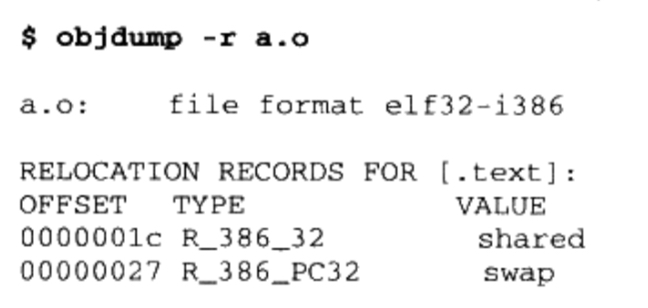 $ objdump -r a.o
a.o:     file format elf32-i386
RELOCATION RECORDS FOR [.text]:
OFFSET   TYPE              VALUE
0000001c R_386_32          shared
00000027 R_386_PC32        swap